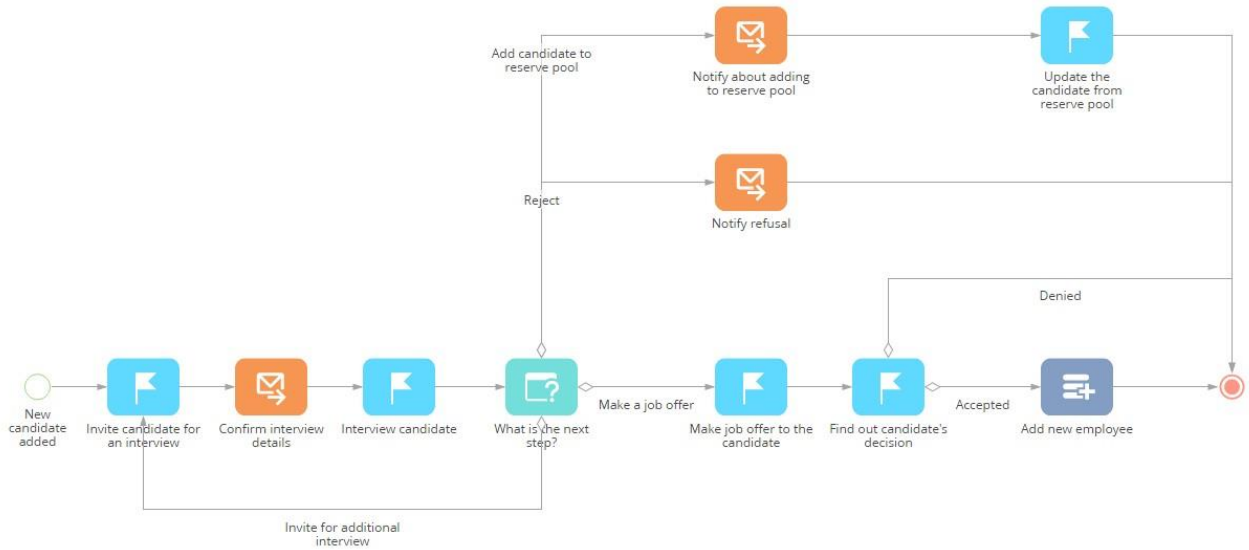 Add candidate to
reserve pool
Notify about adding
to reserve pool
Update the
candidate from
reserve pool
Reject
Notify refusal
Denied
New
candidate
added
Invite candidate for
an interview
Confirm interview
details
Interview candidate
What is the next
step?
Make a job offer
Make job offer to the
candidate
Find out candidate's
decision
Accepted
Add new employee
Invite for additional
interview